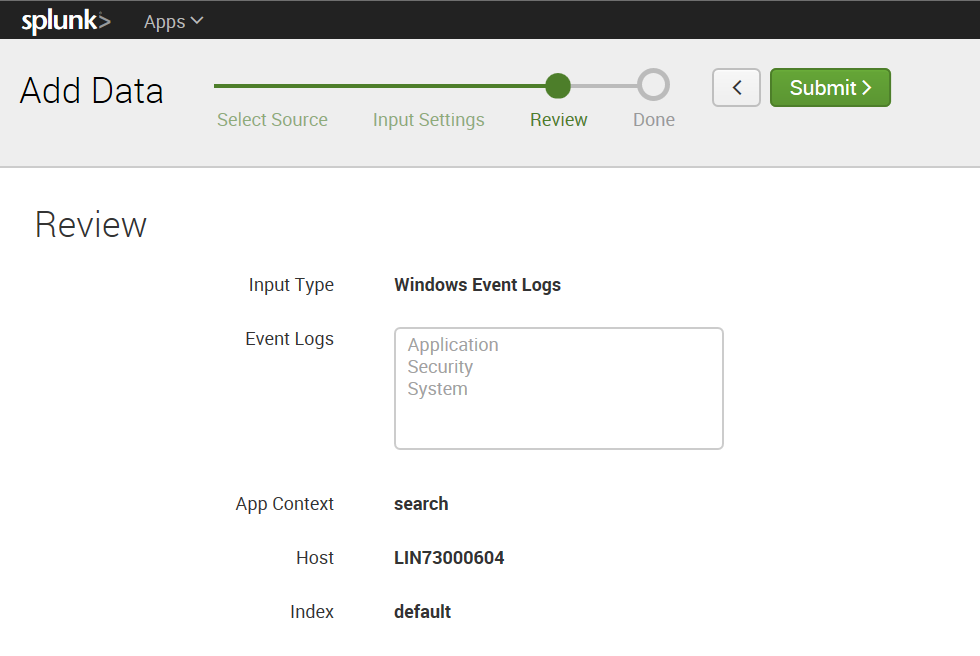 splunk> Apps
Add Data
Select Source Input Settings Review Done
Submit
Review
Input Type Windows Event Logs
Event Logs
Application
Security
System
App Context search
Host LIN73000604
Index default